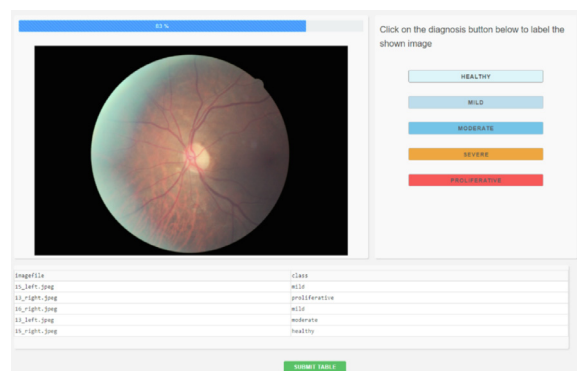 83 %
Click on the diagnosis button below to label the
shown image
HEALTHY
MILD
MODERATE
SEVERE
PROLIFERATIVE
imagefile class
15_left.jpeg mild
13_right.jpeg proliferative
16_right.jpeg mild
13_left.jpeg moderate
15_right.jpeg healthy
SUBMIT TABLE